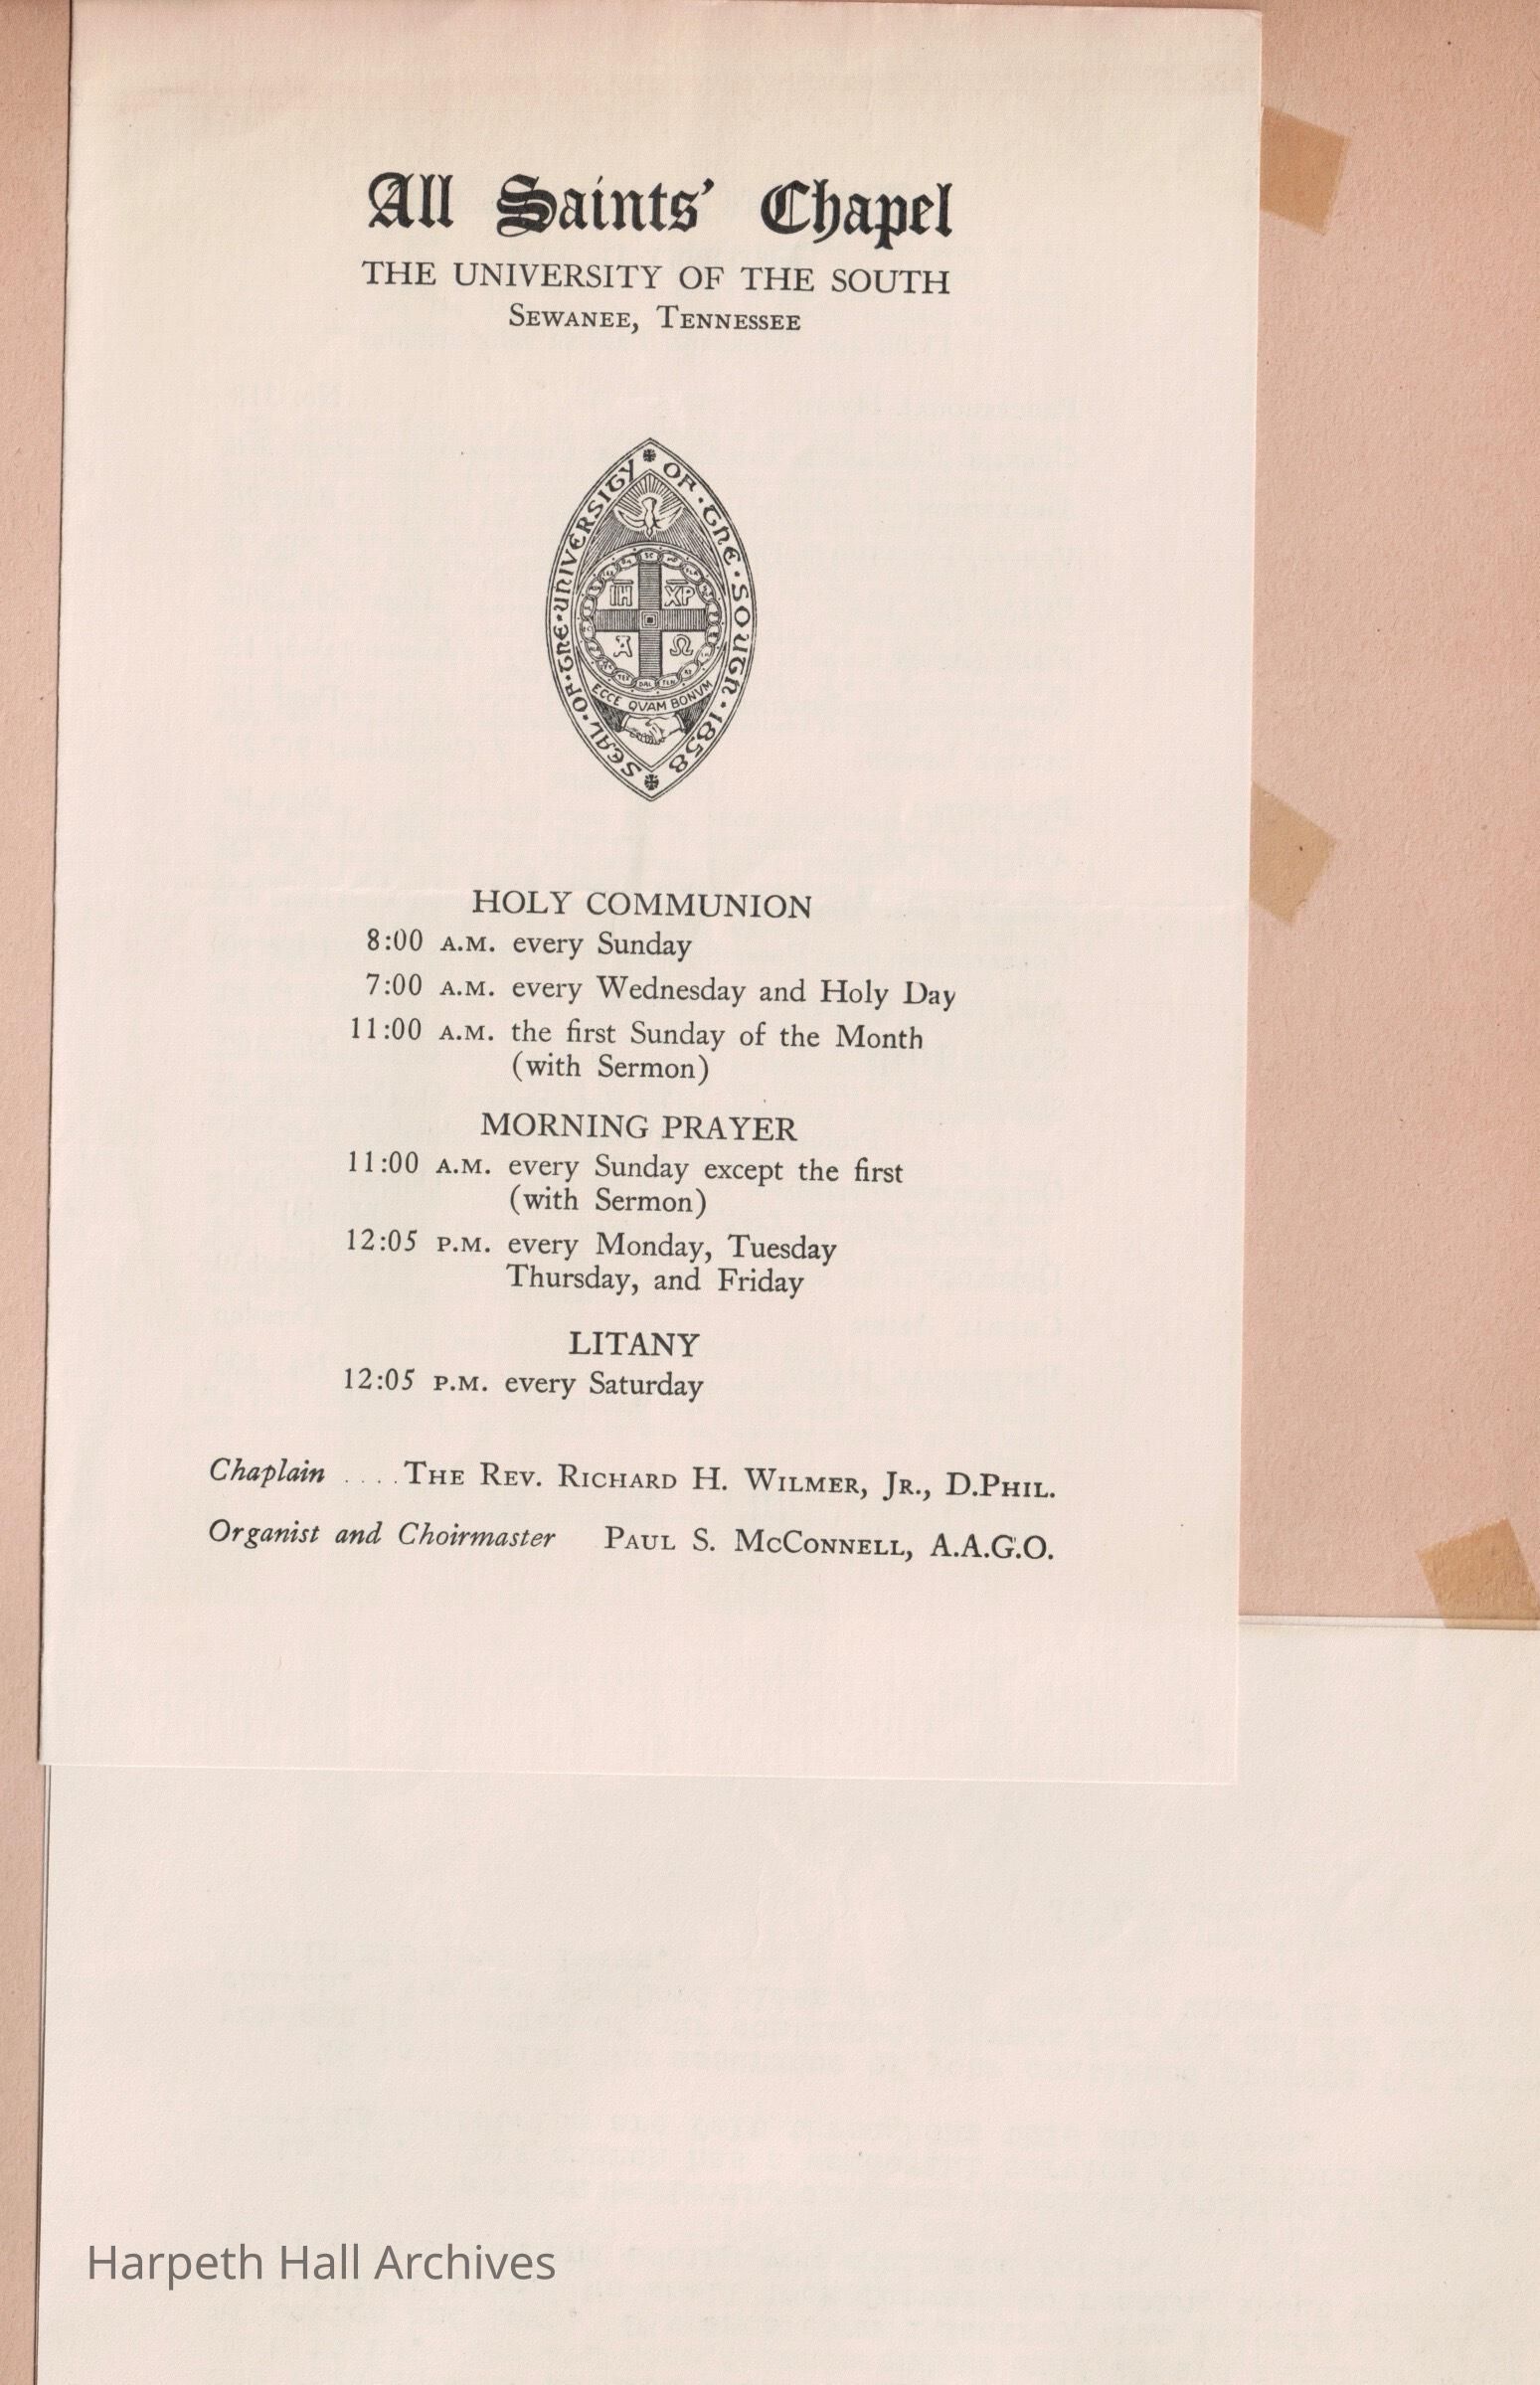 All Saints' Chapel
THE UNIVERSITY OF THE SOUTH
SEWANEE, TENNESSEE
SEAL·OF·THE·UNIVERSITY OF·THE·SOUTH·1858
IH XP
A Ω
ECCE QVAM BONVM
HOLY COMMUNION
8:00 A.M. every Sunday
7:00 A.M. every Wednesday and Holy Day
11:00 A.M. the first Sunday of the Month
(with Sermon)
MORNING PRAYER
11:00 A.M. every Sunday except the first
(with Sermon)
12:05 P.M. every Monday, Tuesday
Thursday, and Friday
LITANY
12:05 P.M. every Saturday
Chaplain ....THE REV. RICHARD H. WILMER, JR., D.PHIL.
Organist and Choirmaster PAUL S. MCCONNELL, A.A.G.O.
Harpeth Hall Archives